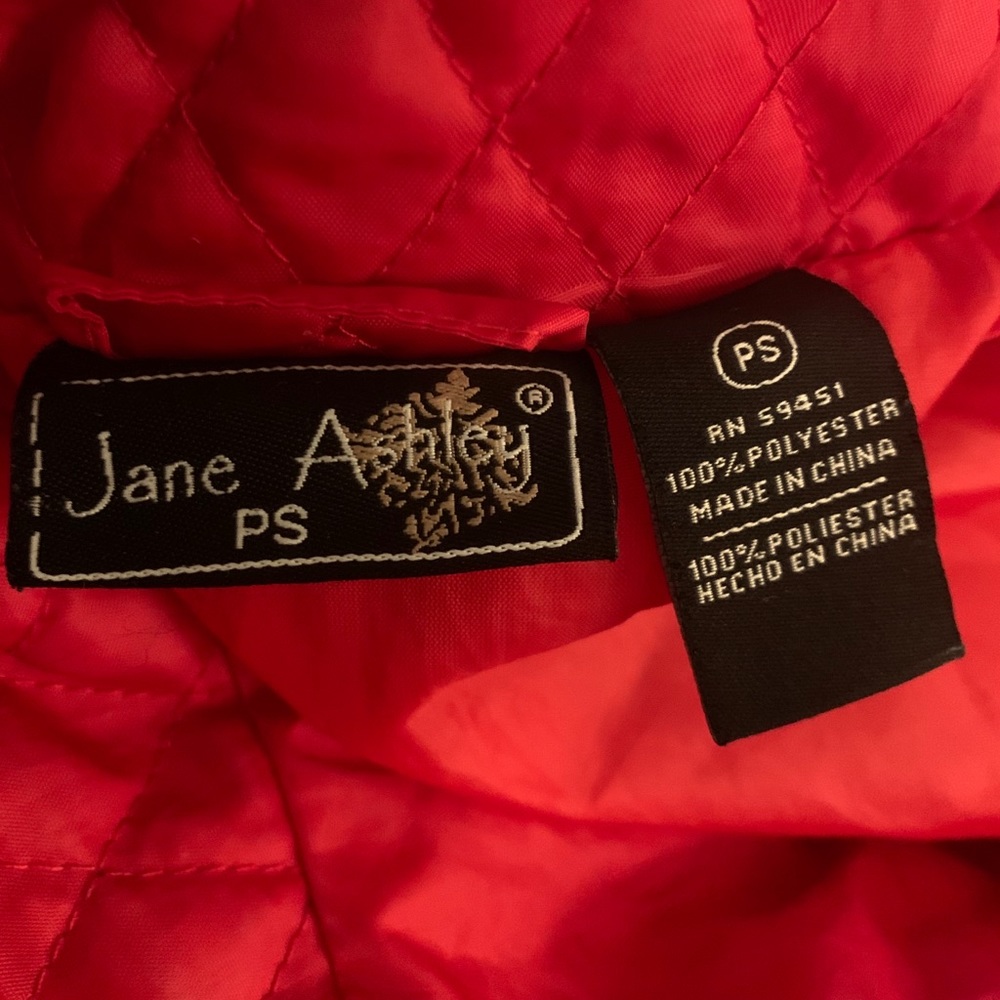 Jane Ashley ®
PS
PS
RN 59451
100% POLYESTER
MADE IN CHINA
100% POLIESTER
HECHO EN CHINA